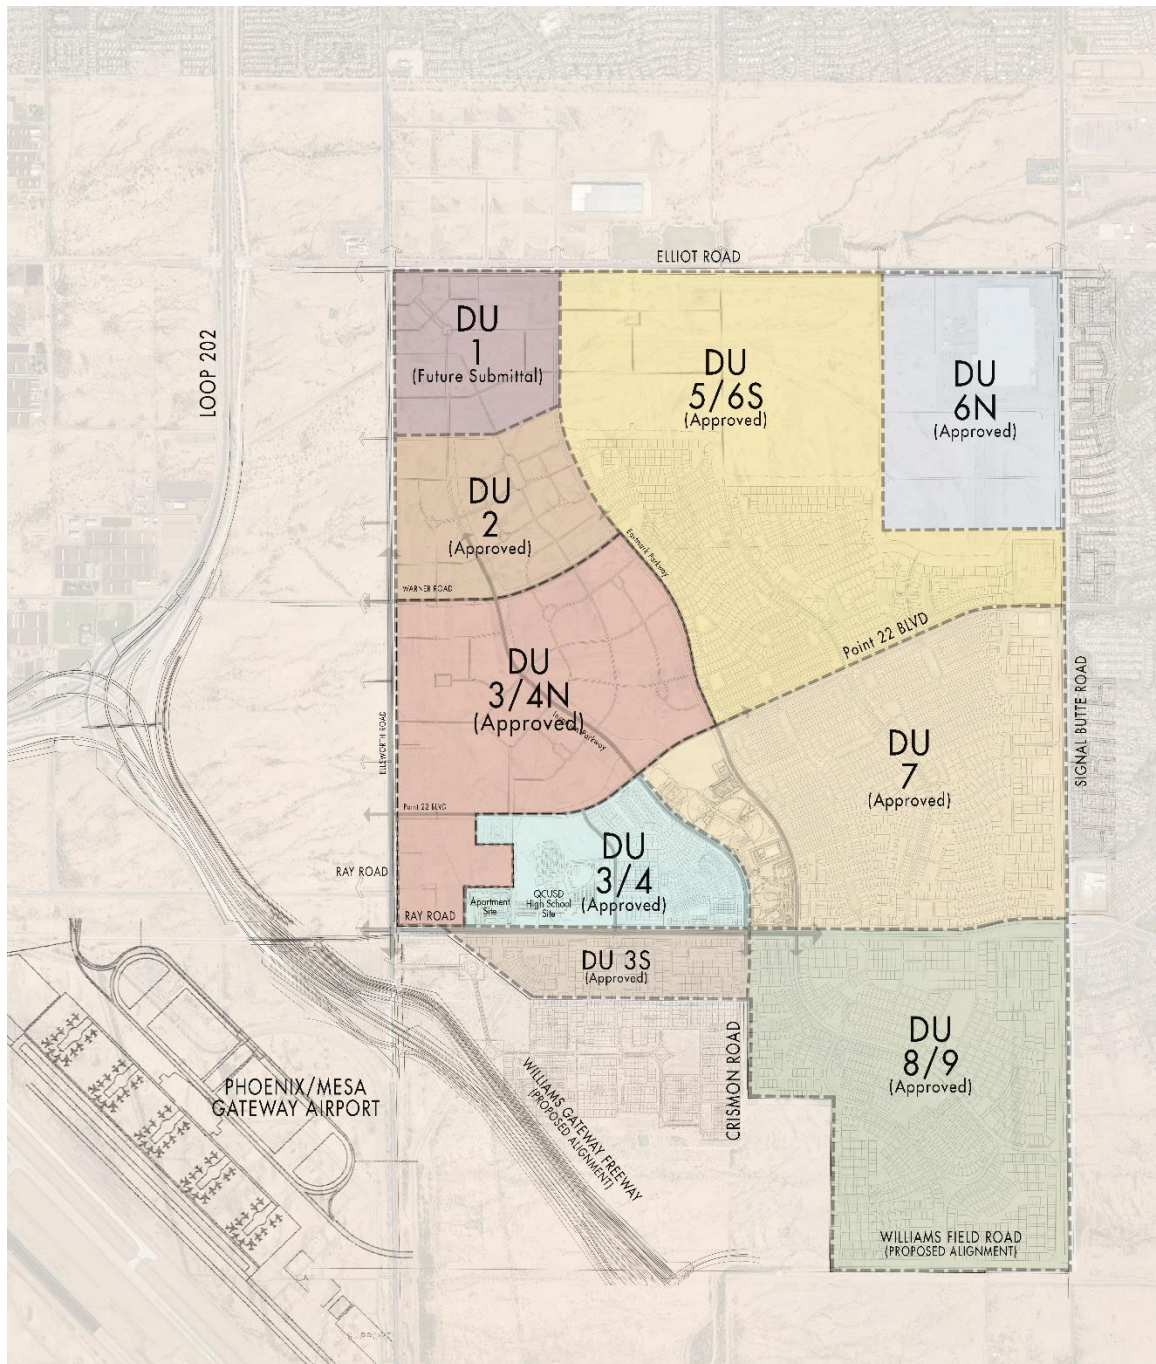 ELLIOT ROAD
LOOP 202
DU
1
(Future Submittal)
DU
5/6S
(Approved)
DU
6N
(Approved)
DU
2
(Approved)
Eastmark Parkway
WARNER ROAD
Point 22 BLVD
DU
3/4N
(Approved)
Parkway
ELLSWORTH ROAD
SIGNAL BUTTE ROAD
DU
7
(Approved)
Point 22 BLVD
DU
3/4
(Approved)
RAY ROAD
Apartment
Site
QCUSD
High School
Site
RAY ROAD
DU 3S
(Approved)
DU
8/9
(Approved)
CRISMON ROAD
WILLIAMS GATEWAY FREEWAY
(PROPOSED ALIGNMENT)
PHOENIX/MESA
GATEWAY AIRPORT
WILLIAMS FIELD ROAD
(PROPOSED ALIGNMENT)